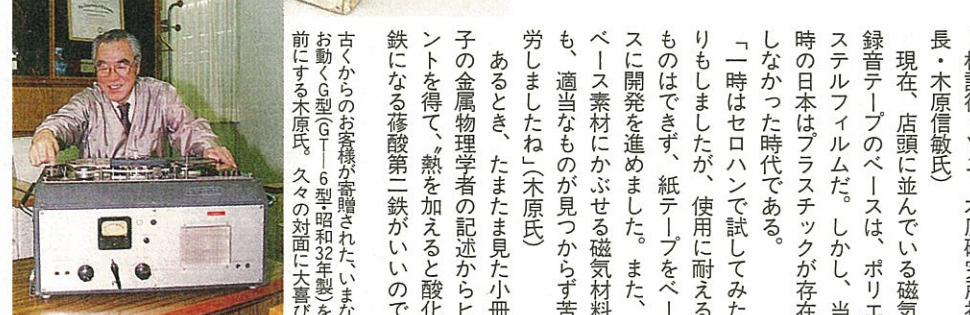 長・木原信敏氏)
現在、店頭に並んでいる磁気
録音テープのベースは、ポリエ
ステルフィルムだ。しかし、当
時の日本はプラスチックが存在
しなかった時代である。
「一時はセロハンで試してみた
りもしましたが、使用に耐える
ものはできず、紙テープをベー
スに開発を進めました。また、
ベース素材にかぶせる磁気材料
も、適当なものが見つからず苦
労しましたね」(木原氏)
あるとき、たまたま見た小冊
子の金属物理学者の記述からヒ
ントを得て、〝熱を加えると酸化
鉄になる蓚酸第二鉄がいいので
古くからのお客様が寄贈された、いまな
お動くG型(GT―6型・昭和32年製)を
前にする木原氏。久々の対面に大喜び